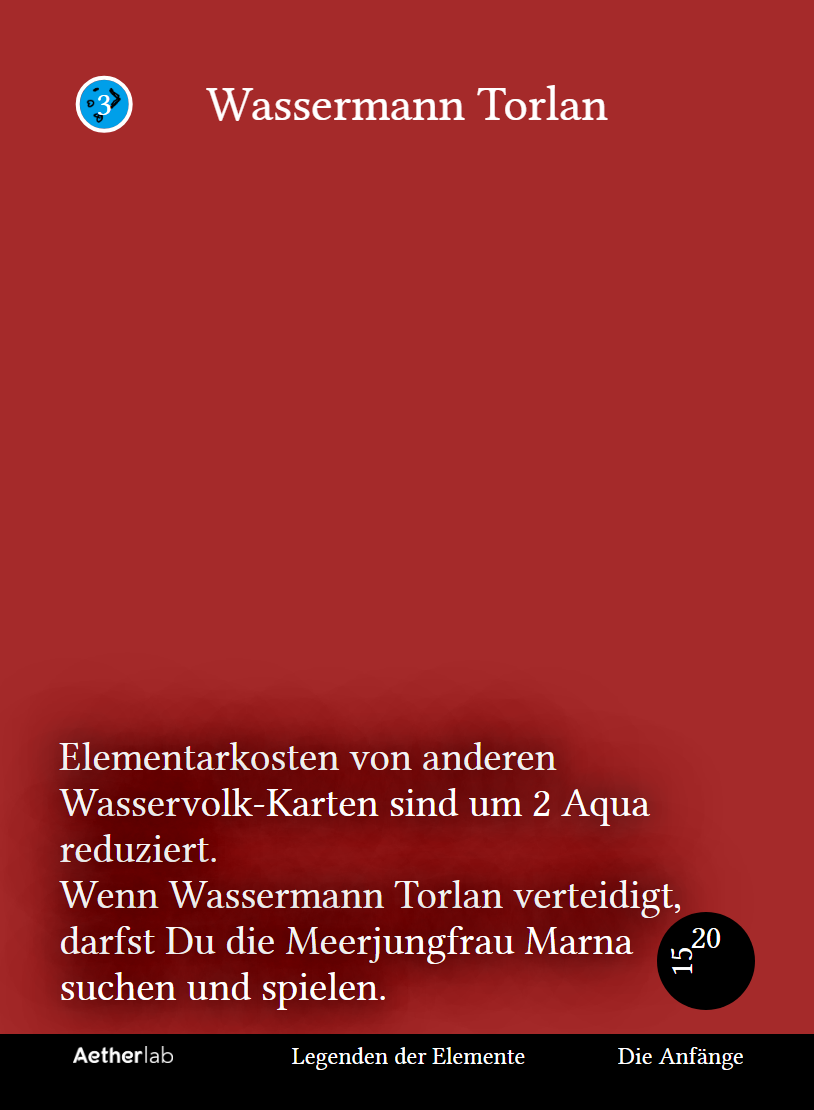 3
Wassermann Torlan
Elementarkosten von anderen
Wasservolk-Karten sind um 2 Aqua
reduziert.
Wenn Wassermann Torlan verteidigt,
darfst Du die Meerjungfrau Marna
suchen und spielen.
20
15
Aetherlab
Legenden der Elemente
Die Anfänge